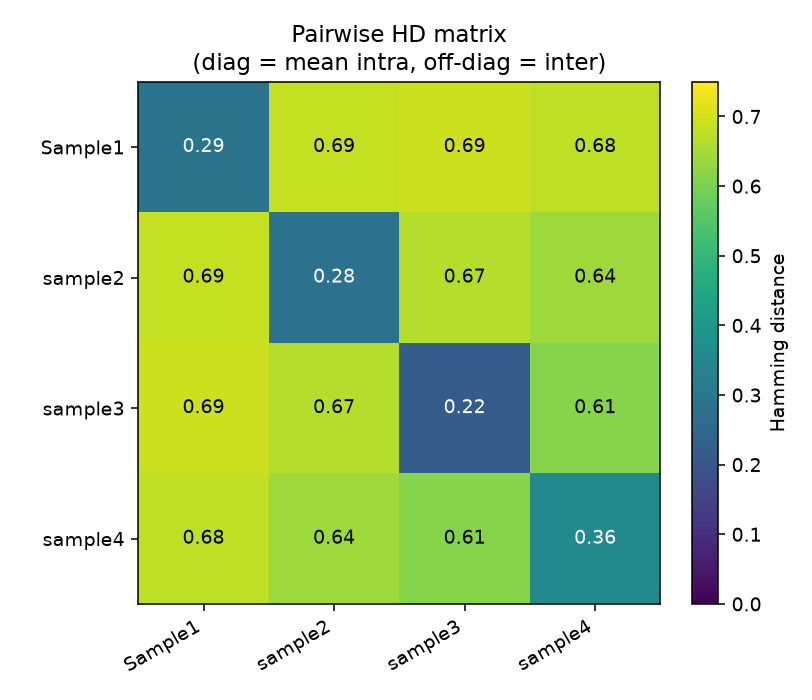 Pairwise HD matrix
(diag = mean intra, off-diag = inter)
Sample1 0.29 0.69 0.69 0.68
sample2 0.69 0.28 0.67 0.64
sample3 0.69 0.67 0.22 0.61
sample4 0.68 0.64 0.61 0.36
Sample1 sample2 sample3 sample4
0.7
0.6
0.5
0.4
0.3
0.2
0.1
0.0
Hamming distance